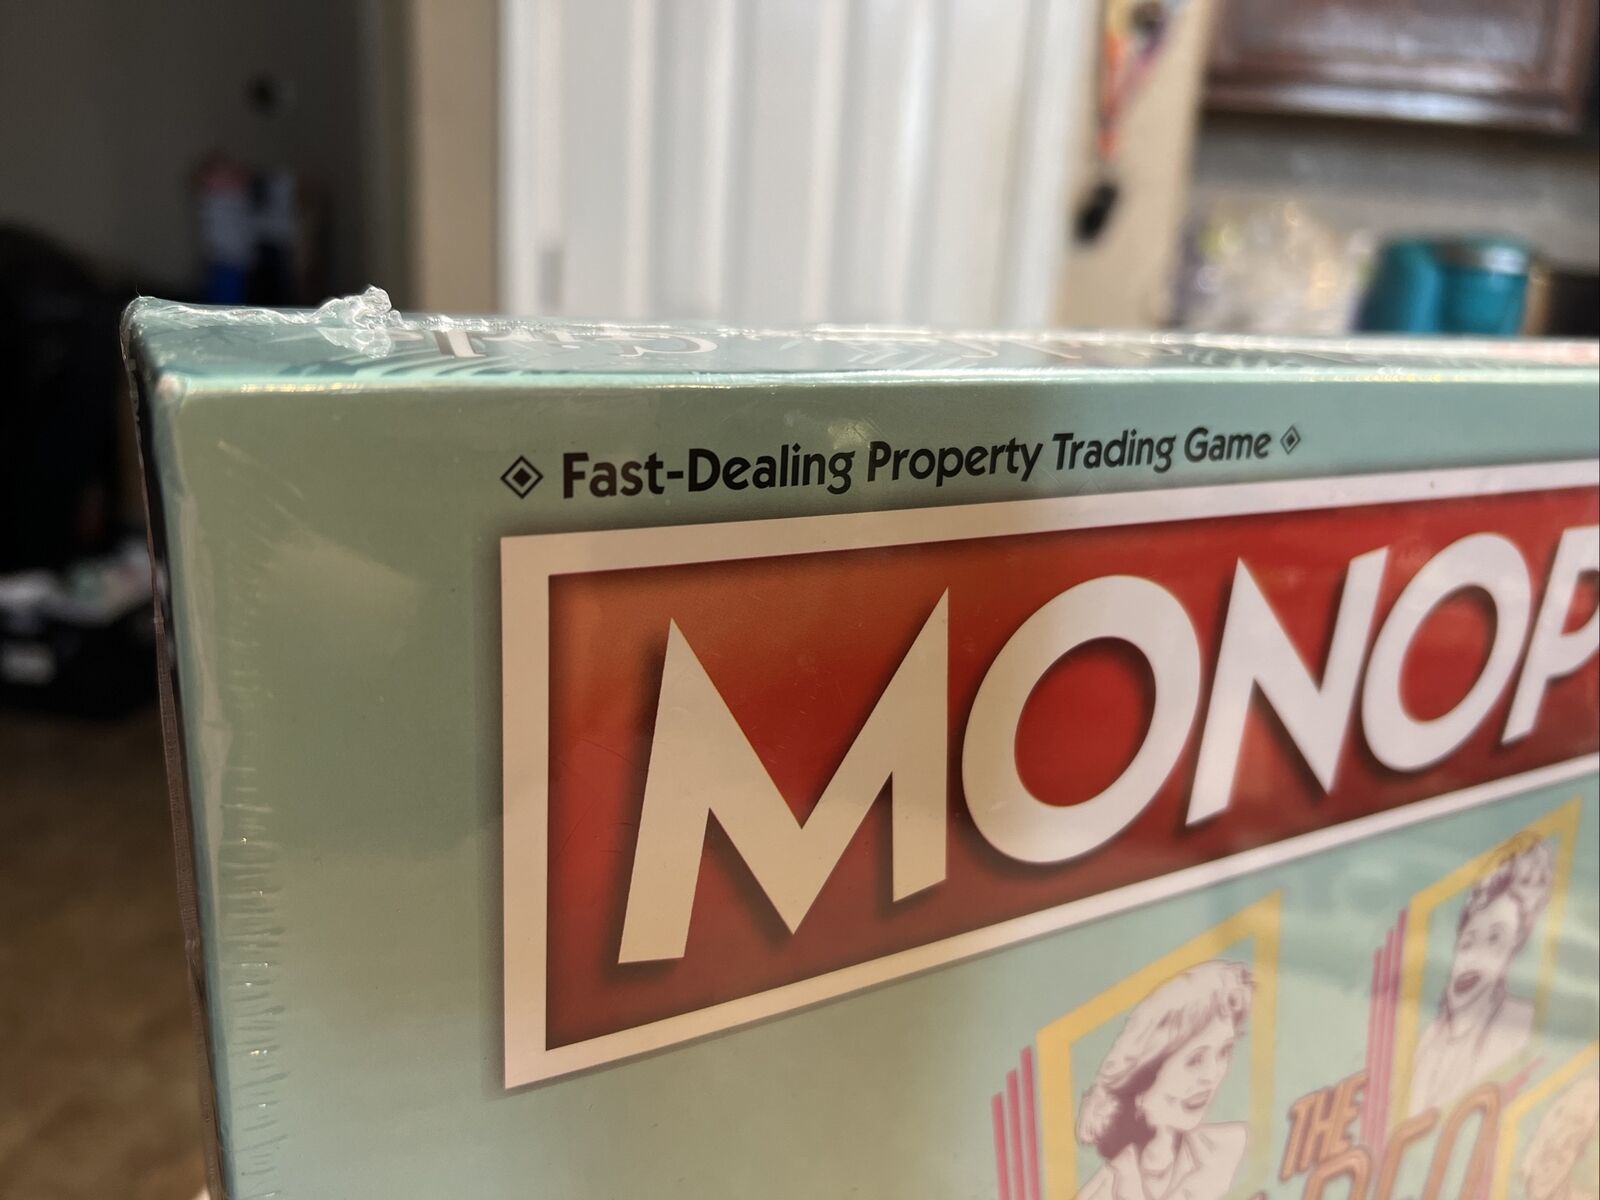 ◈ Fast-Dealing Property Trading Game ◈
MONOP
THE